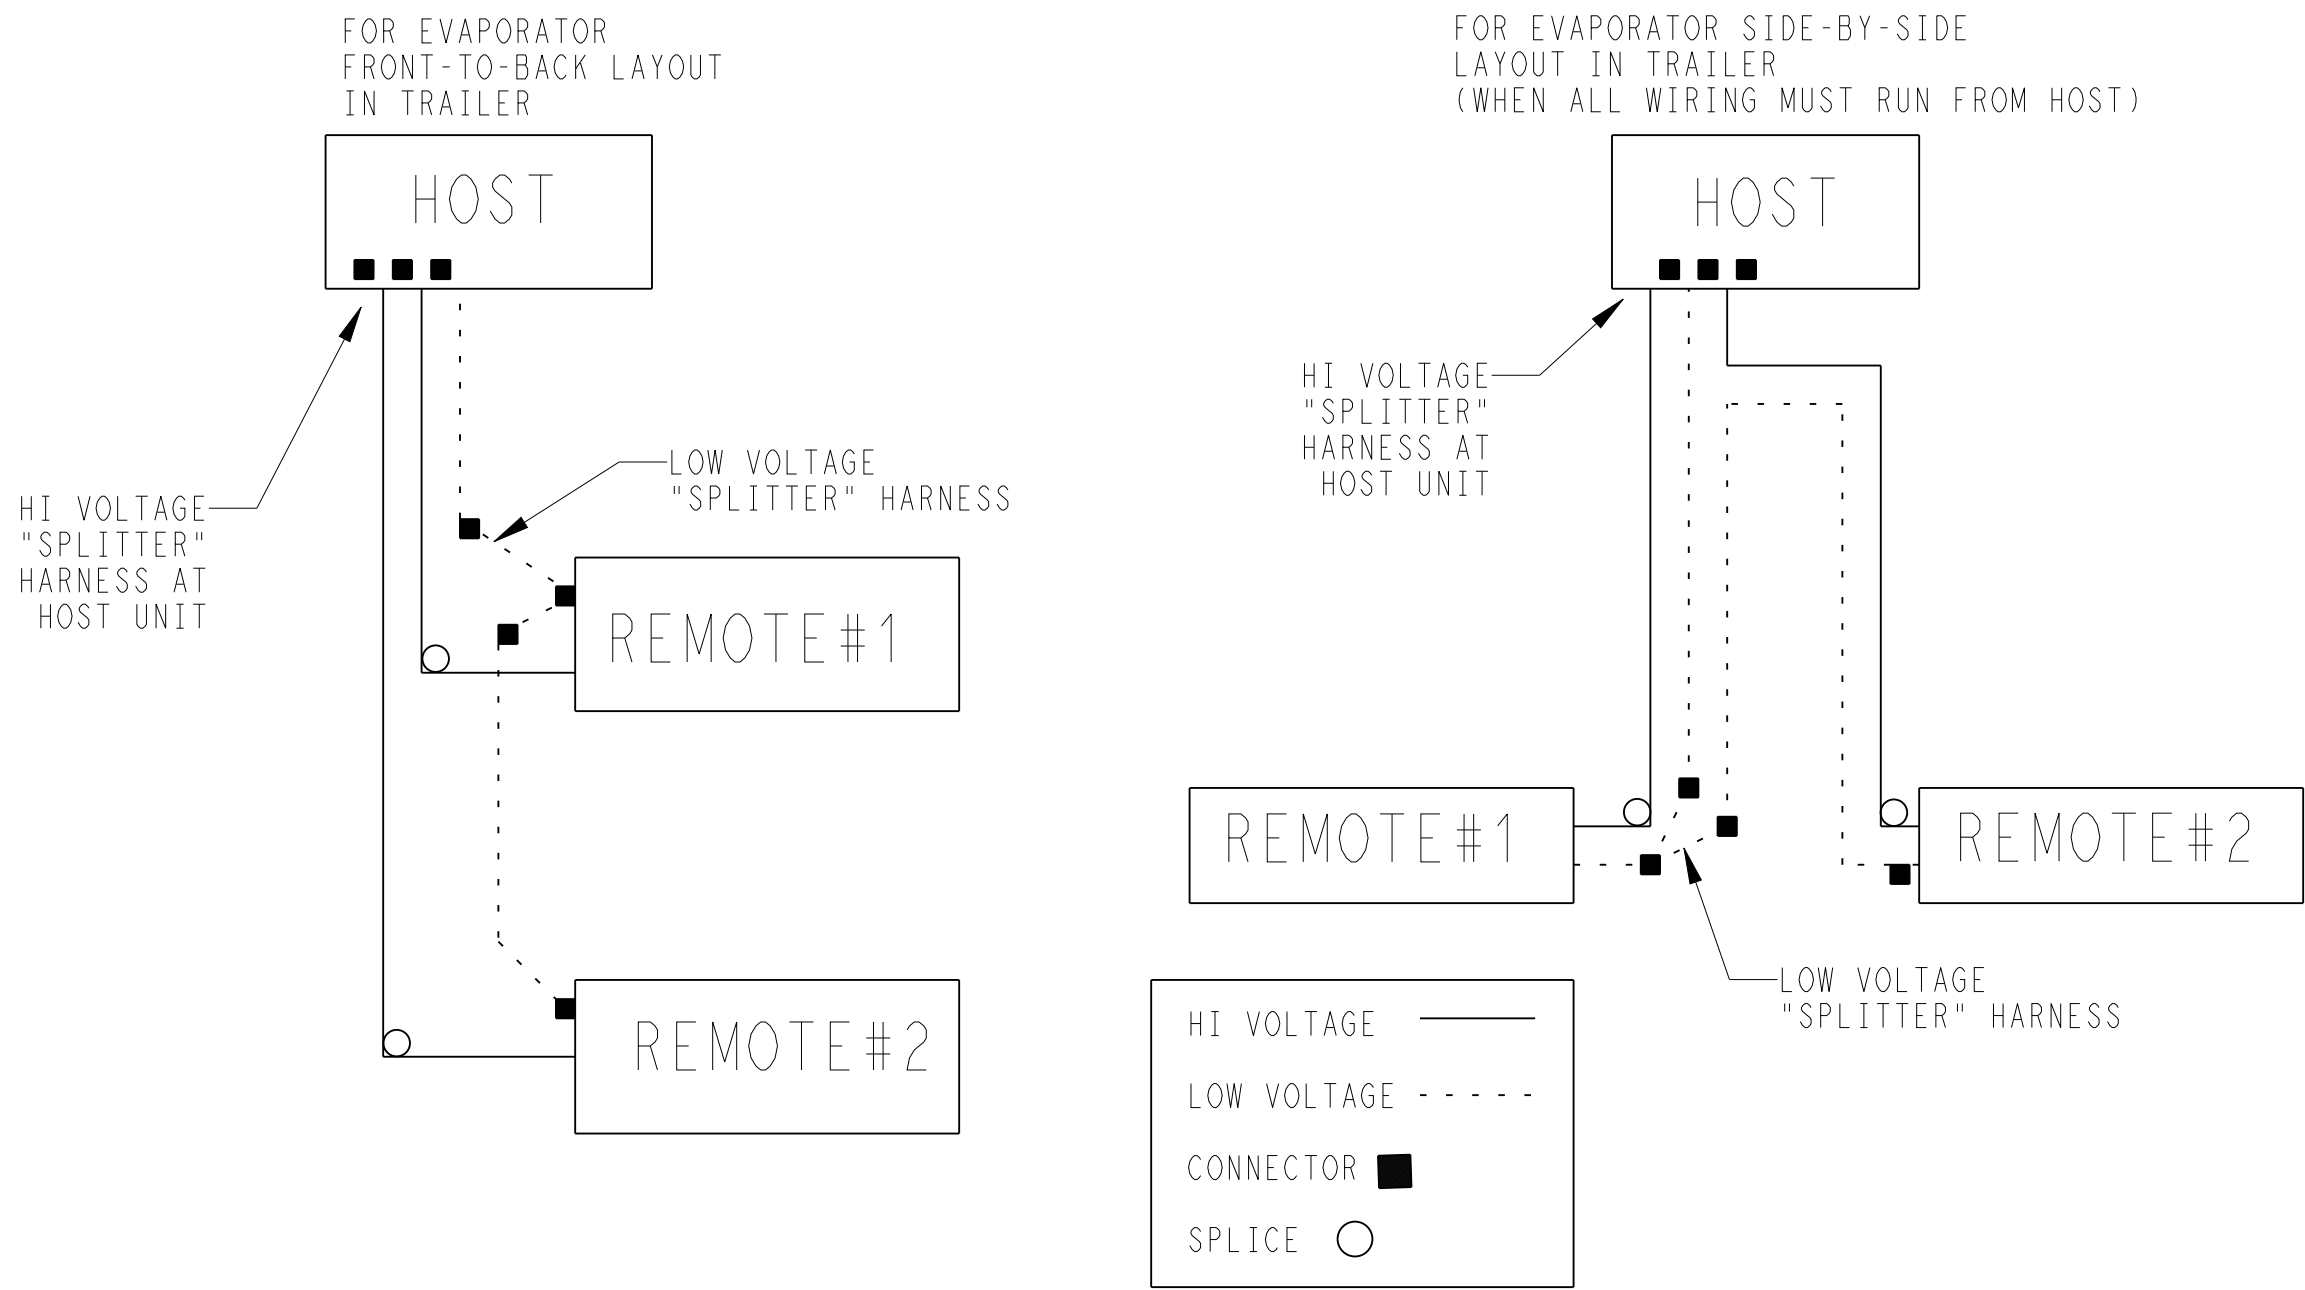 FOR EVAPORATOR
FRONT-TO-BACK LAYOUT
IN TRAILER
HOST
HI VOLTAGE
"SPLITTER"
HARNESS AT
HOST UNIT
LOW VOLTAGE
"SPLITTER" HARNESS
REMOTE#1
REMOTE#2
FOR EVAPORATOR SIDE-BY-SIDE
LAYOUT IN TRAILER
(WHEN ALL WIRING MUST RUN FROM HOST)
HOST
HI VOLTAGE
"SPLITTER"
HARNESS AT
HOST UNIT
REMOTE#1
REMOTE#2
LOW VOLTAGE
"SPLITTER" HARNESS
HI VOLTAGE
LOW VOLTAGE
CONNECTOR
SPLICE